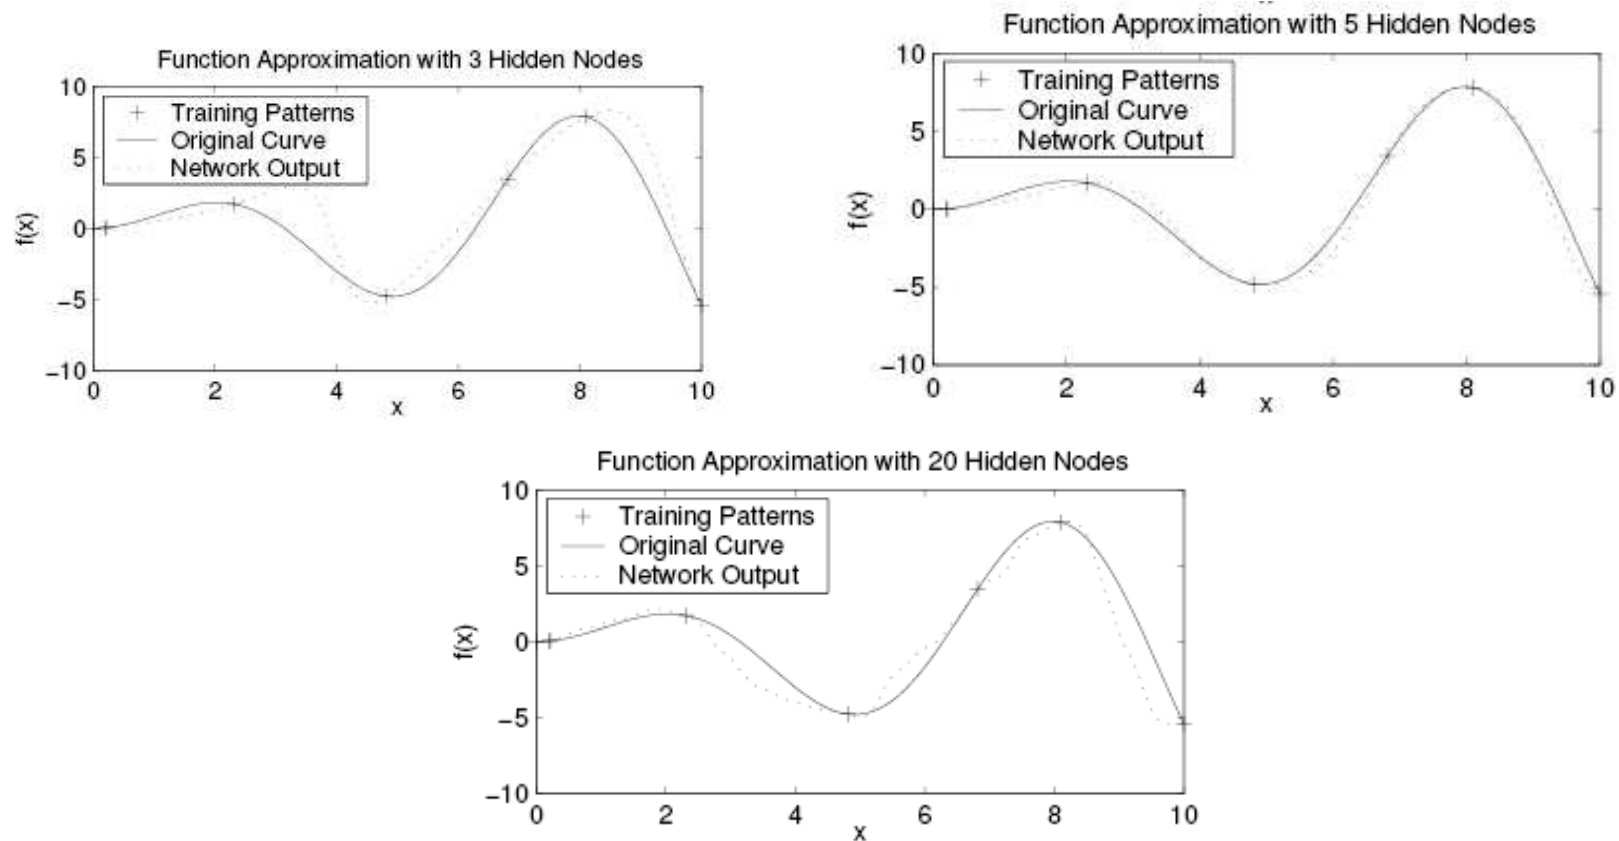 Function Approximation with 3 Hidden Nodes
10
5
0
−5
−10
f(x)
Training Patterns
Original Curve
Network Output
0 2 4 6 8 10
x
Function Approximation with 5 Hidden Nodes
10
5
0
−5
−10
f(x)
Training Patterns
Original Curve
Network Output
0 2 4 6 8 10
x
Function Approximation with 20 Hidden Nodes
10
5
0
−5
−10
f(x)
Training Patterns
Original Curve
Network Output
0 2 4 6 8 10
x